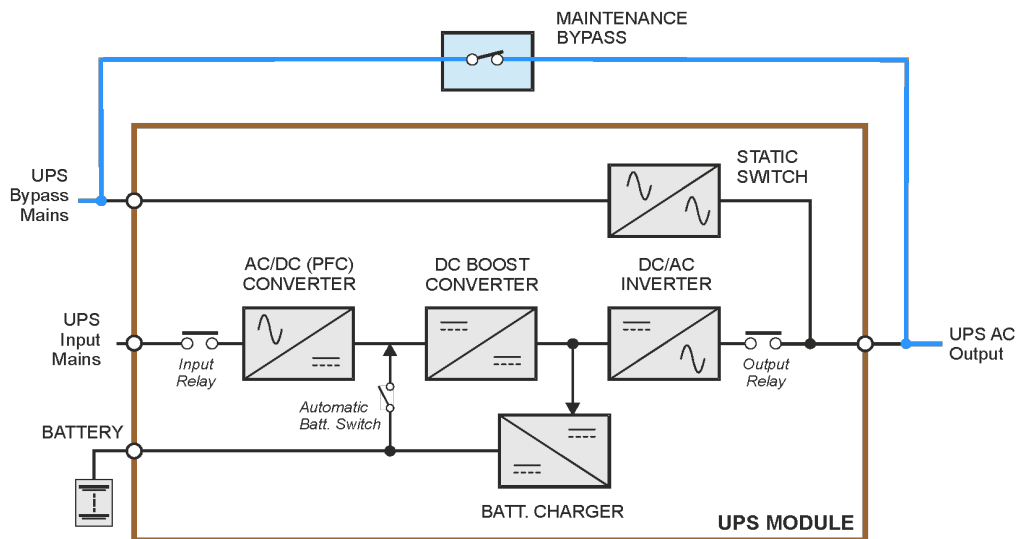 MAINTENANCE
BYPASS
UPS
Bypass
Mains
STATIC
SWITCH
AC/DC (PFC)
CONVERTER
DC BOOST
CONVERTER
DC/AC
INVERTER
UPS
Input
Mains
Input
Relay
Output
Relay
UPS AC
Output
Automatic
Batt. Switch
BATTERY
BATT. CHARGER
UPS MODULE